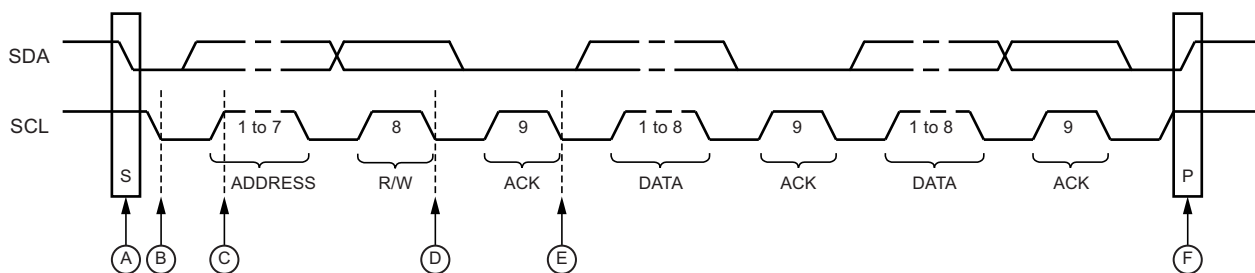 SDA
SCL
1 to 7
8
9
1 to 8
9
1 to 8
9
S
ADDRESS
R/W
ACK
DATA
ACK
DATA
ACK
P
A
B
C
D
E
F